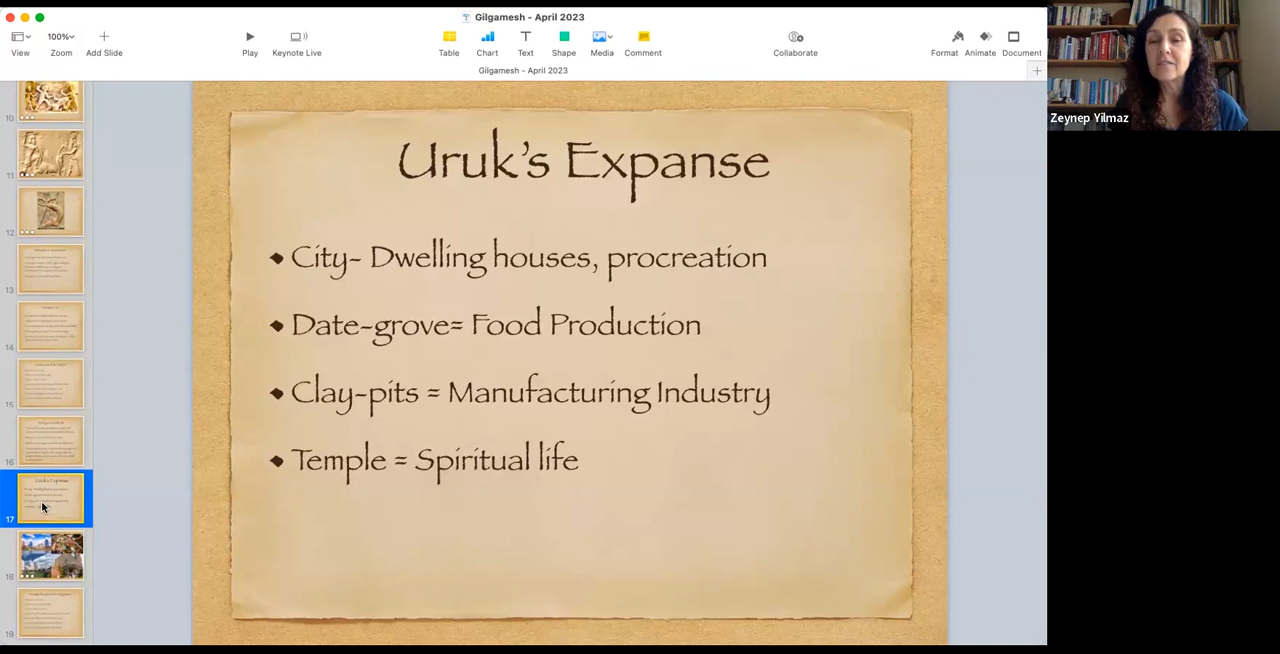 Gilgamesh - April 2023
View
100%
Zoom
Add Slide
Play
Keynote Live
Table
Chart
Text
Shape
Media
Comment
Collaborate
Format
Animate
Document
Gilgamesh - April 2023
Zeynep Yilmaz
10
11
12
13
14
15
16
Uruk's Expanse
17
18
19
Uruk's Expanse
City- Dwelling houses, procreation
Date-grove= Food Production
Clay-pits = Manufacturing Industry
Temple = Spiritual life